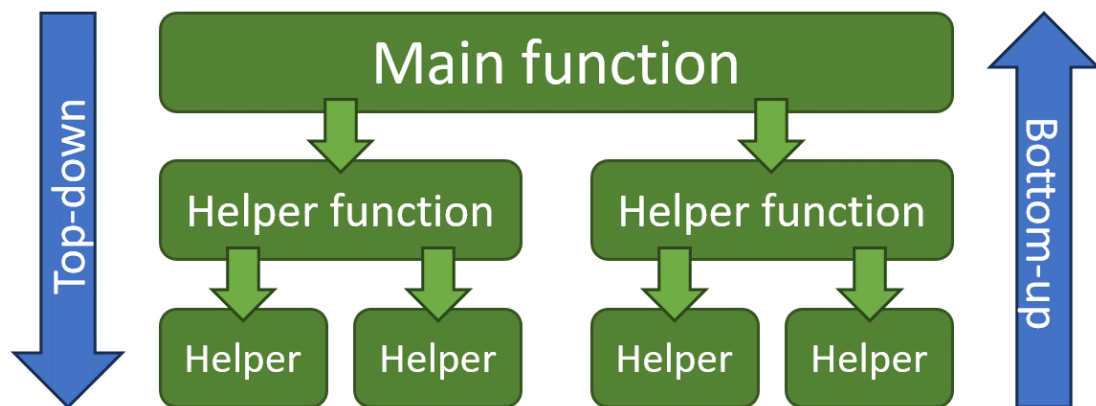 Main function
Top-down
Bottom-up
Helper function
Helper function
Helper
Helper
Helper
Helper